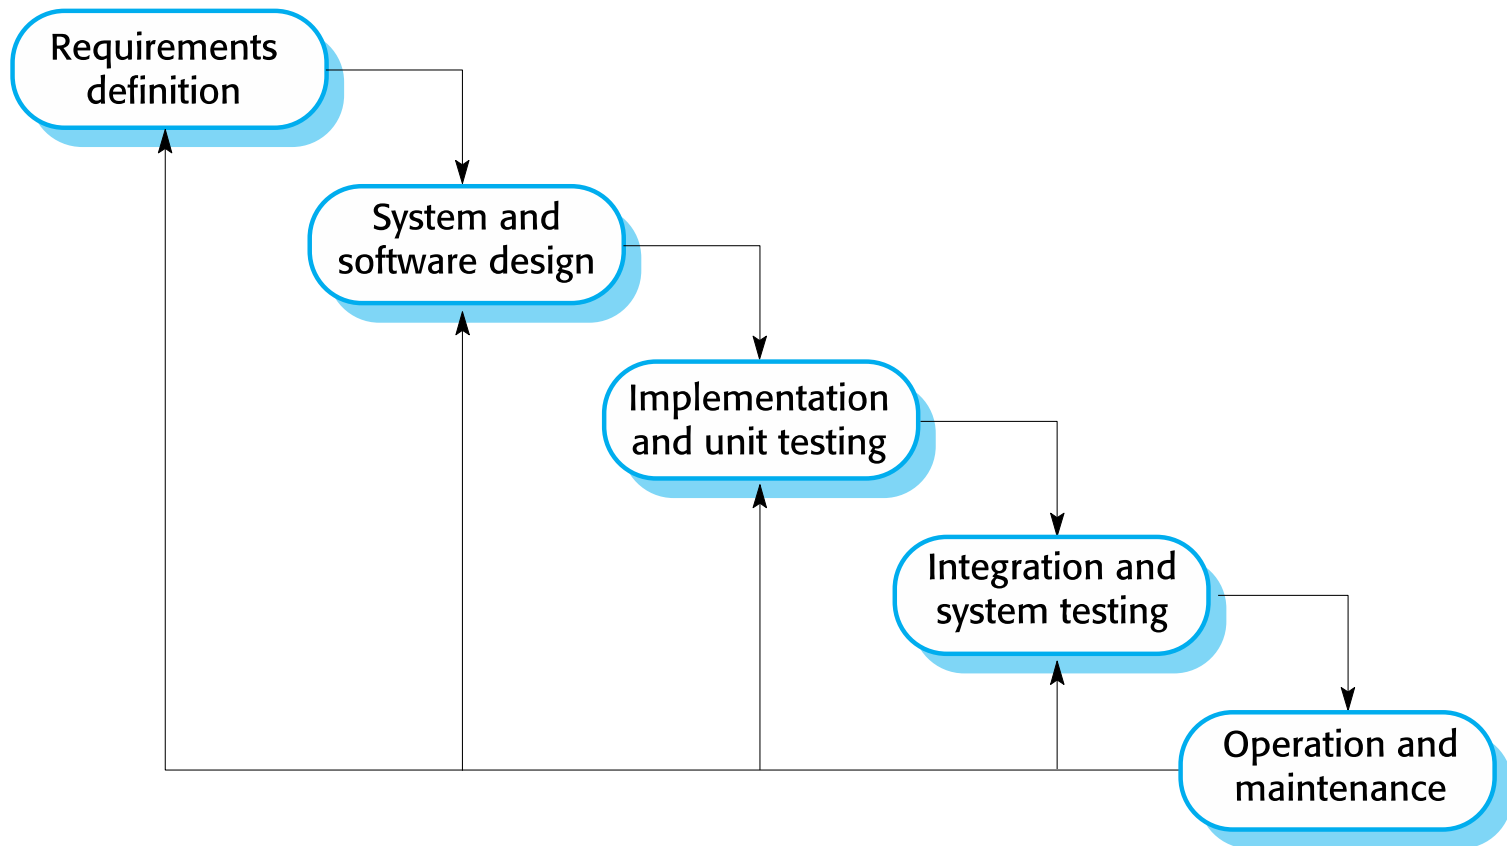 Requirements
definition
System and
software design
Implementation
and unit testing
Integration and
system testing
Operation and
maintenance